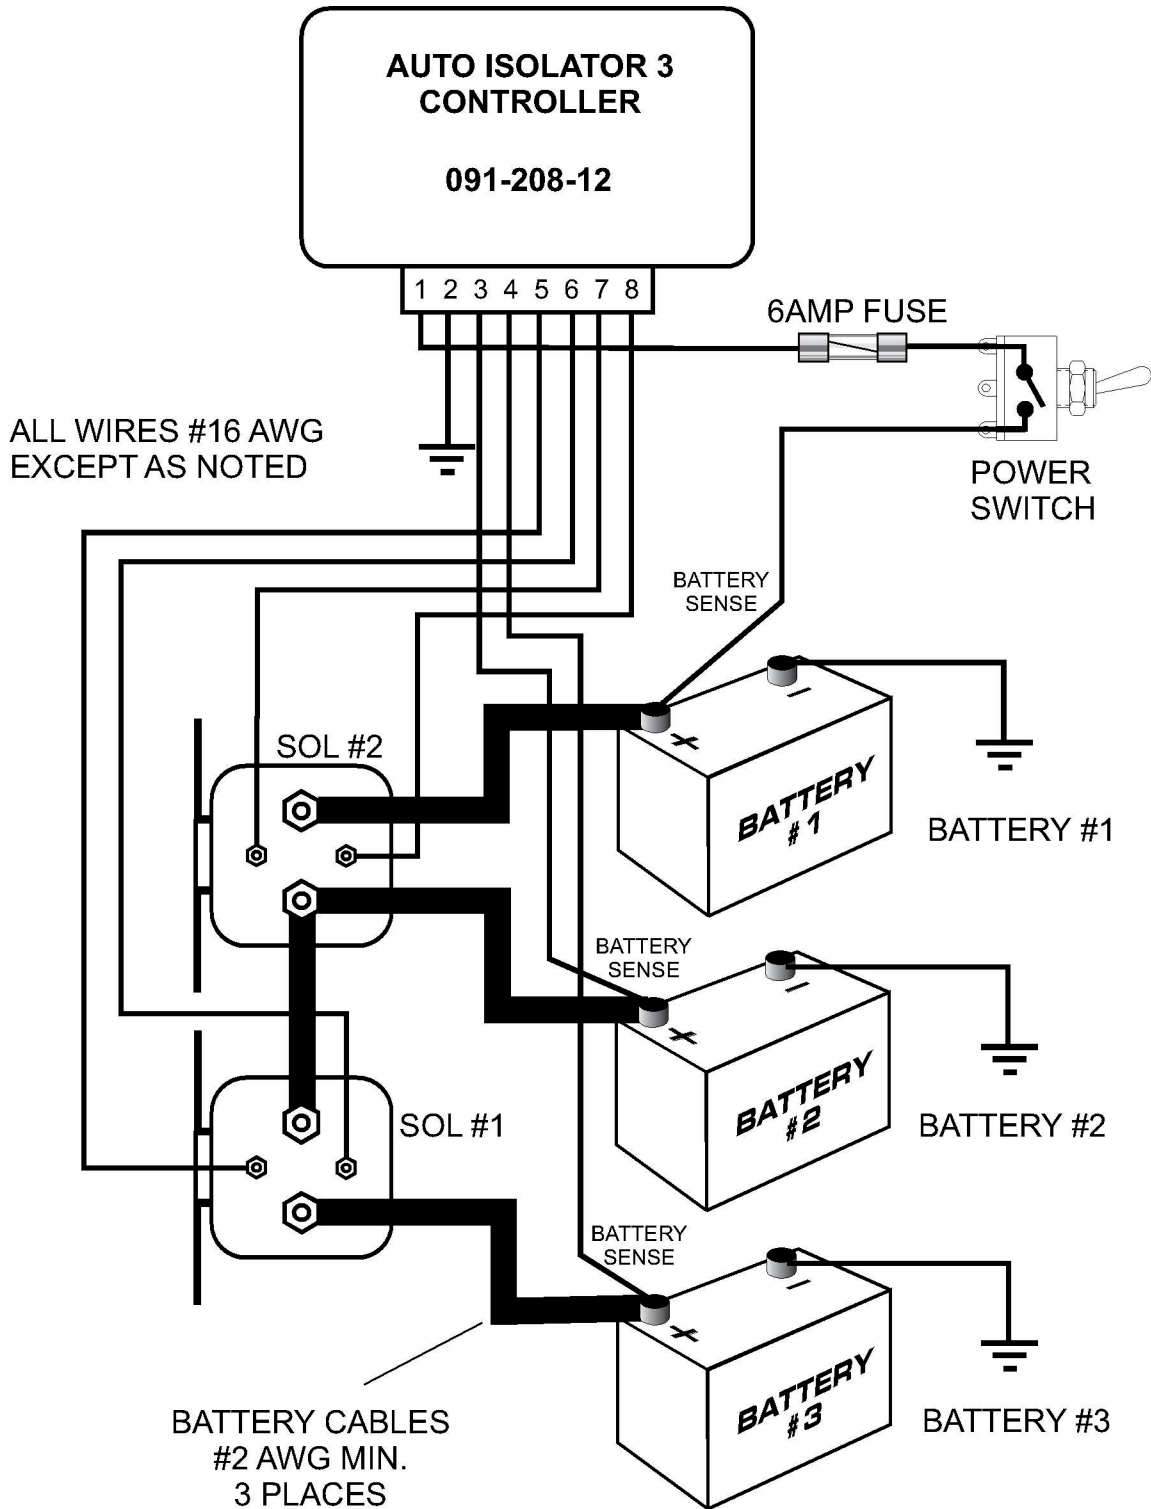 AUTO ISOLATOR 3
CONTROLLER
091-208-12
1 2 3 4 5 6 7 8
6AMP FUSE
ALL WIRES #16 AWG
EXCEPT AS NOTED
POWER
SWITCH
BATTERY
SENSE
SOL #2
+
−
BATTERY
#1
BATTERY #1
BATTERY
SENSE
+
−
BATTERY
#2
BATTERY #2
SOL #1
BATTERY
SENSE
+
−
BATTERY
#3
BATTERY #3
BATTERY CABLES
#2 AWG MIN.
3 PLACES